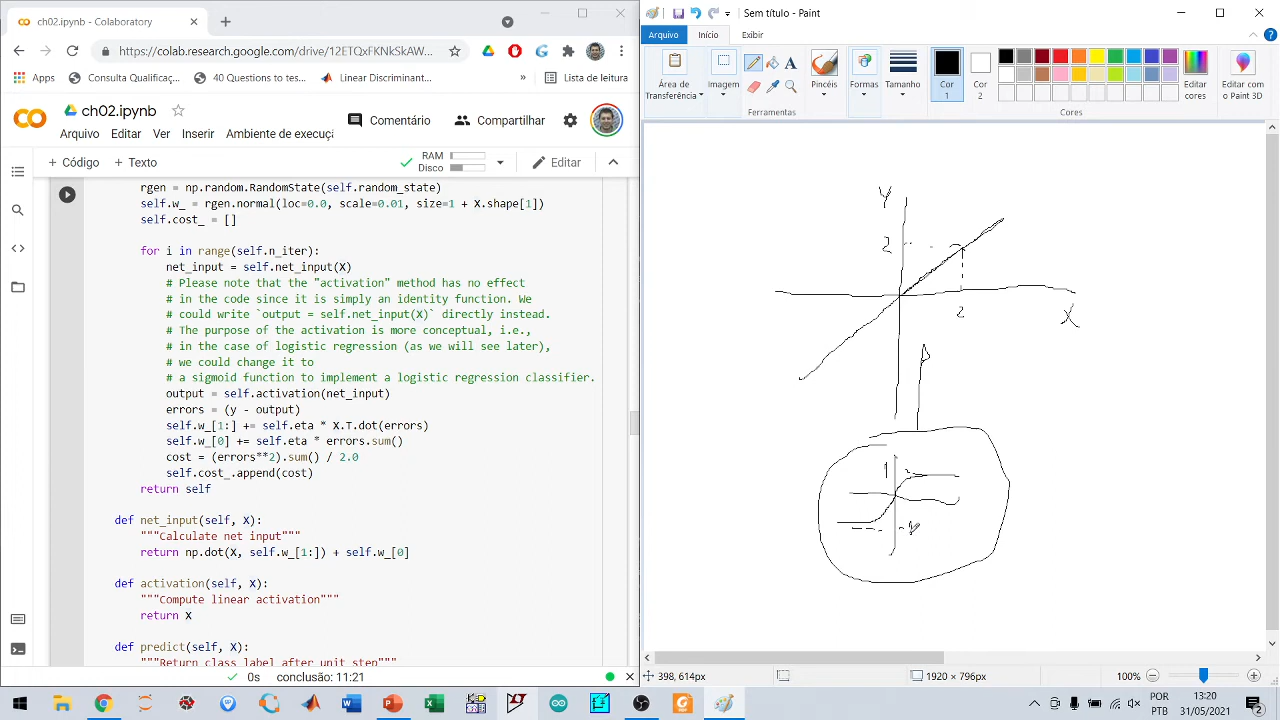 ch02.ipynb - Colaboratory
https://colab.research.google.com/drive/12ETQxFKNkSkAW...
Apps
Consulta Qualificaç...
40 Questions to
Lista de leitura
ch02.ipynb
Arquivo
Editar
Ver
Inserir
Ambiente de execuç
Comentário
Compartilhar
+ Código
+ Texto
RAM
Disco
Editar
rgen = np.random.RandomState(self.random_state)
self.w_ = rgen.normal(loc=0.0, scale=0.01, size=1 + X.shape[1])
self.cost_ = []
for i in range(self.n_iter):
net_input = self.net_input(X)
# Please note that the "activation" method has no effect
# in the code since it is simply an identity function. We
# could write `output = self.net_input(X)` directly instead.
# The purpose of the activation is more conceptual, i.e.,
# in the case of logistic regression (as we will see later),
# we could change it to
# a sigmoid function to implement a logistic regression classifier.
output = self.activation(net_input)
errors = (y - output)
self.w_[1:] += self.eta * X.T.dot(errors)
self.w_[0] += self.eta * errors.sum()
cost = (errors**2).sum() / 2.0
self.cost_.append(cost)
return self
def net_input(self, X):
"""Calculate net input"""
return np.dot(X, self.w_[1:]) + self.w_[0]
def activation(self, X):
"""Compute linear activation"""
return X
def predict(self, X):
"""Return class label after unit step"""
0s
conclusão: 11:21
Sem título - Paint
Arquivo
Início
Exibir
Área de
Transferência
Imagem
A
Pincéis
Formas
Tamanho
Cor
1
Cor
2
Editar
cores
Editar com
o Paint 3D
Ferramentas
Cores
Y
2
2
X
1
398, 614px
1920 × 796px
100%
POR
PTB
13:20
31/05/2021
2